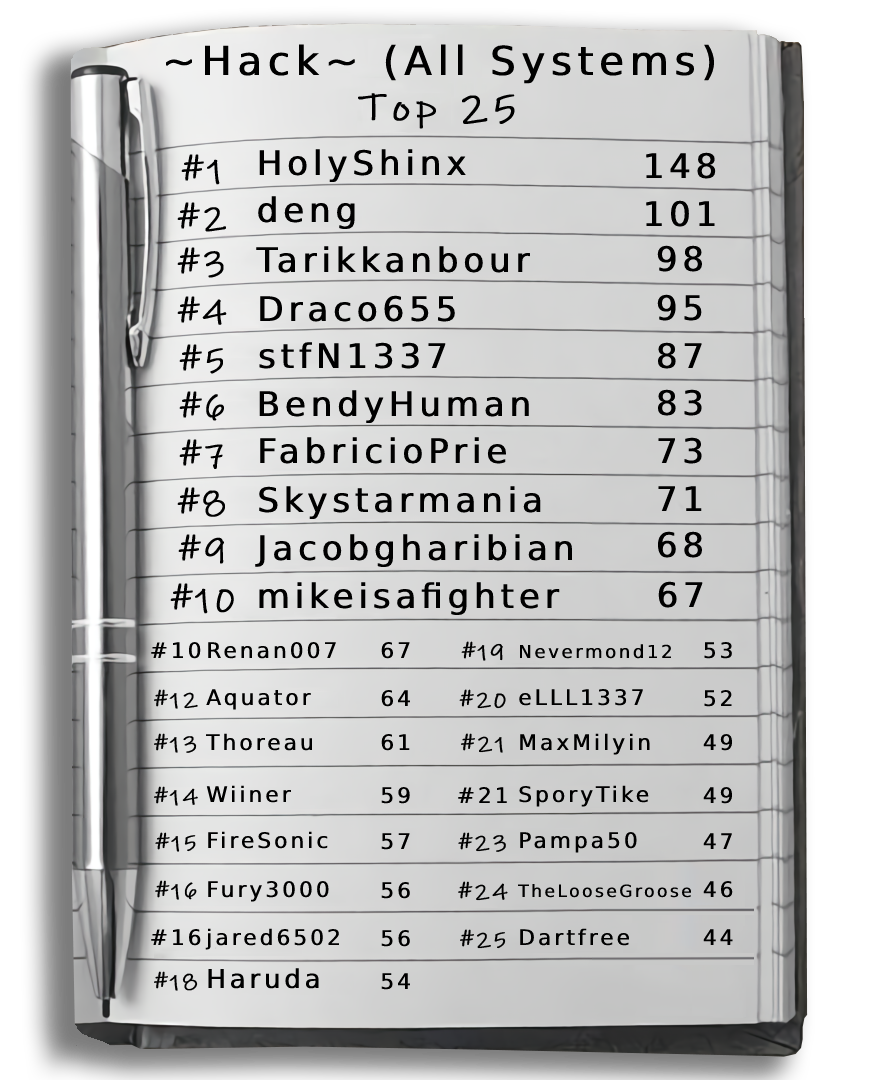 ~Hack~ (All Systems)
Top 25
#1 HolyShinx 148
#2 deng 101
#3 Tarikkanbour 98
#4 Draco655 95
#5 stfN1337 87
#6 BendyHuman 83
#7 FabricioPrie 73
#8 Skystarmania 71
#9 Jacobgharibian 68
#10 mikeisafighter 67
#10 Renan007 67
#12 Aquator 64
#13 Thoreau 61
#14 Wiiner 59
#15 FireSonic 57
#16 Fury3000 56
#16 jared6502 56
#18 Haruda 54
#19 Nevermond12 53
#20 eLLL1337 52
#21 MaxMilyin 49
#21 SporyTike 49
#23 Pampa50 47
#24 TheLooseGroose 46
#25 Dartfree 44